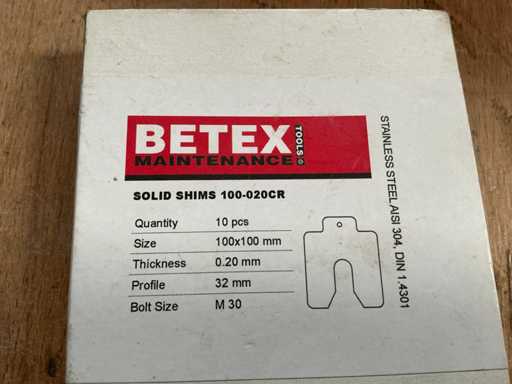 BETEX
TOOLS®
MAINTENANCE
SOLID SHIMS 100-020CR
Quantity 10 pcs
Size 100x100 mm
Thickness 0.20 mm
Profile 32 mm
Bolt Size M 30
STAINLESS STEEL,AISI 304, DIN 1.4301